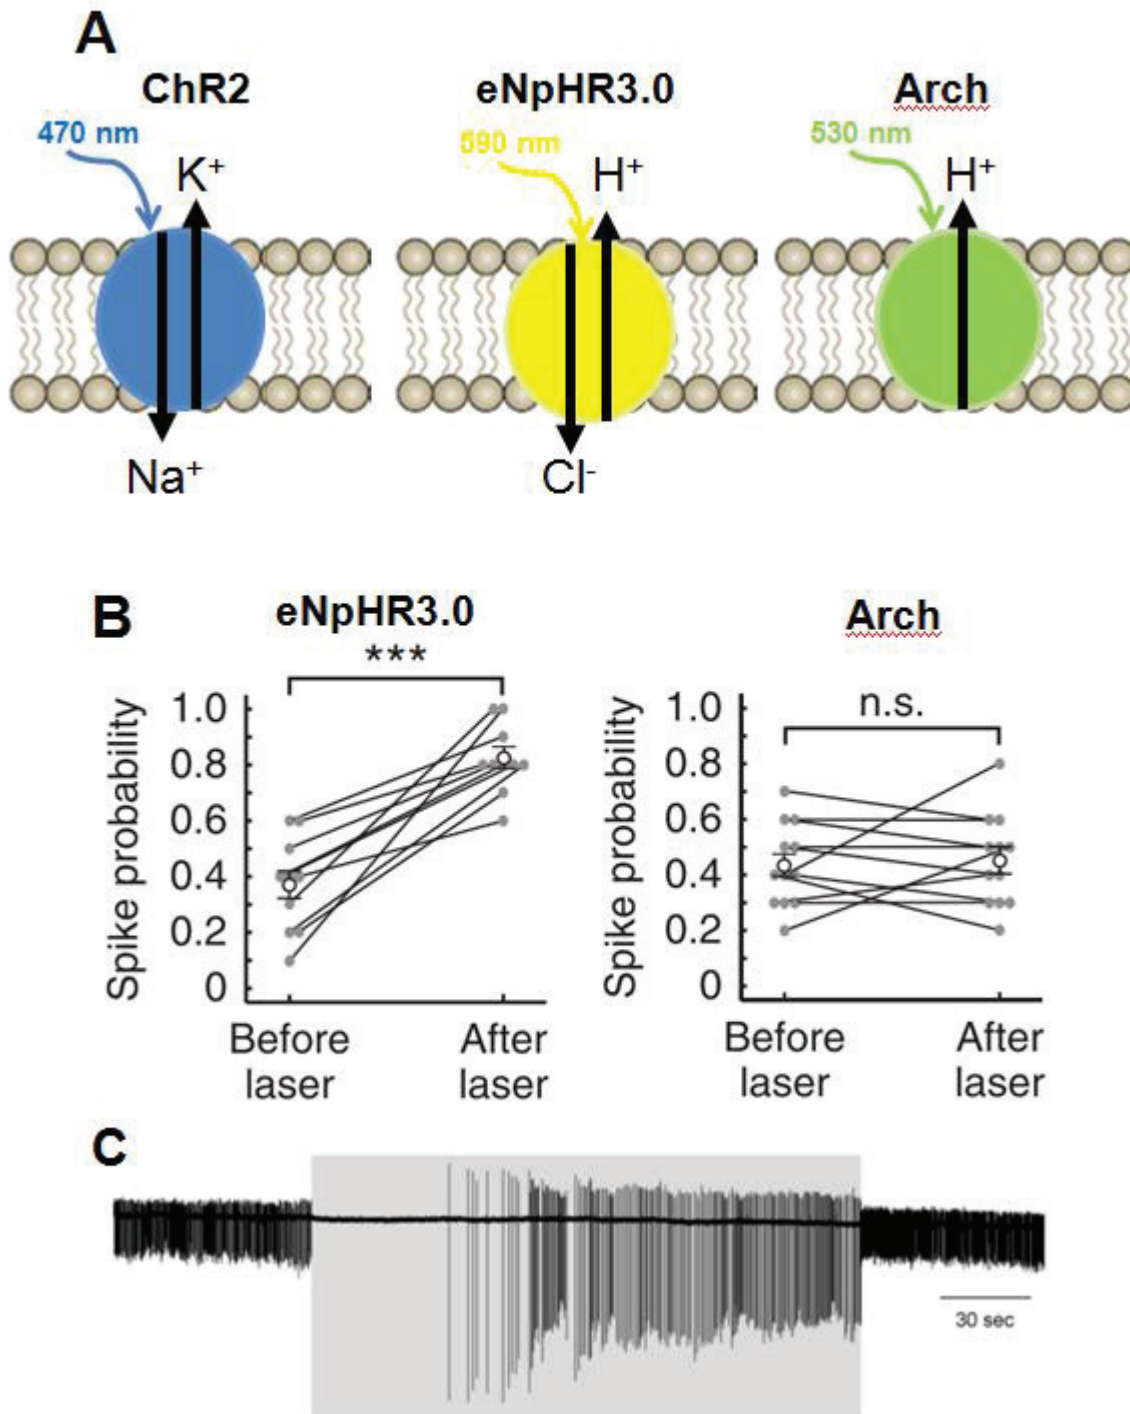 A
ChR2
eNpHR3.0
Arch
470 nm
590 nm
530 nm
K⁺
H⁺
H⁺
Na⁺
Cl⁻
B
eNpHR3.0
Arch
***
n.s.
Spike probability
1.0
0.8
0.6
0.4
0.2
0
Before laser
After laser
Spike probability
1.0
0.8
0.6
0.4
0.2
0
Before laser
After laser
C
30 sec